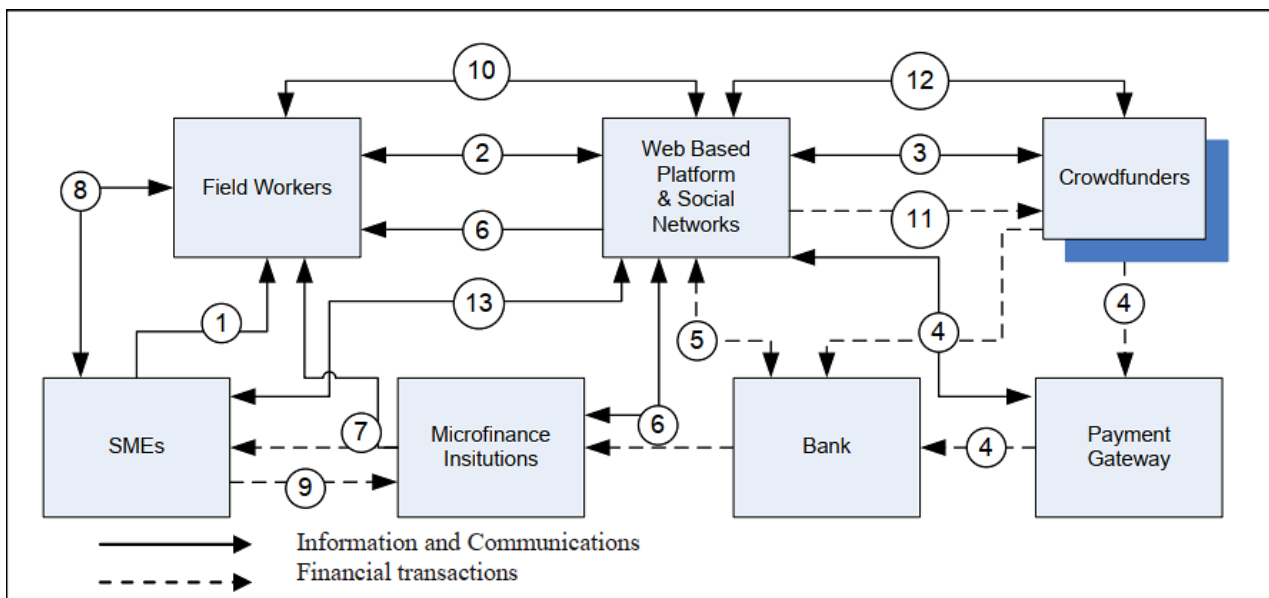 10
12
2
3
Field Workers
Web Based
Platform
& Social
Networks
Crowdfunders
8
6
11
13
1
5
4
4
SMEs
7
Microfinance
Insitutions
6
Bank
4
Payment
Gateway
9
Information and Communications
Financial transactions